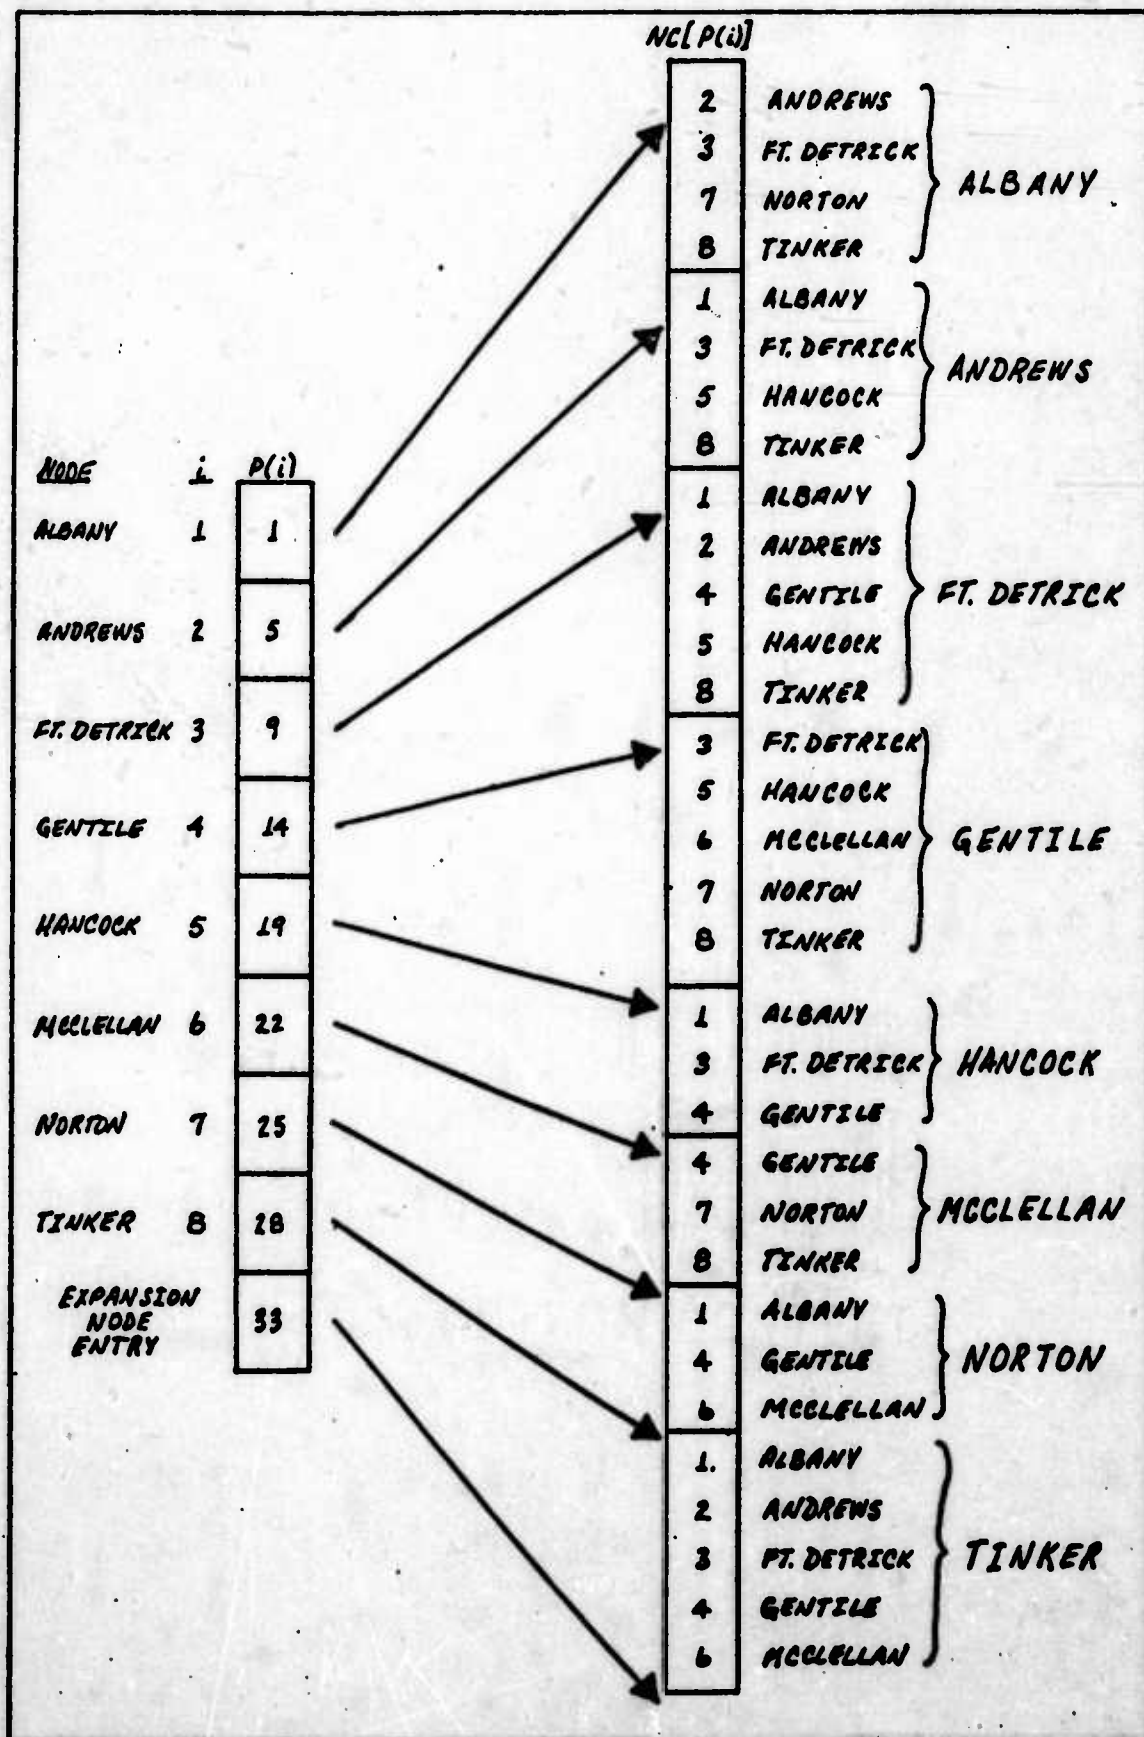 NC[P(i)]
2 ANDREWS
3 FT. DETRICK
7 NORTON
8 TINKER
ALBANY
1 ALBANY
3 FT. DETRICK
5 HANCOCK
8 TINKER
ANDREWS
1 ALBANY
2 ANDREWS
4 GENTILE
5 HANCOCK
8 TINKER
FT. DETRICK
3 FT. DETRICK
5 HANCOCK
6 MCCLELLAN
7 NORTON
8 TINKER
GENTILE
1 ALBANY
3 FT. DETRICK
4 GENTILE
HANCOCK
4 GENTILE
7 NORTON
8 TINKER
MCCLELLAN
1 ALBANY
4 GENTILE
6 MCCLELLAN
NORTON
1. ALBANY
2 ANDREWS
3 FT. DETRICK
4 GENTILE
6 MCCLELLAN
TINKER
NODE i P(i)
ALBANY 1 1
ANDREWS 2 5
FT. DETRICK 3 9
GENTILE 4 14
HANCOCK 5 19
MCCLELLAN 6 22
NORTON 7 25
TINKER 8 28
EXPANSION
NODE
ENTRY
33